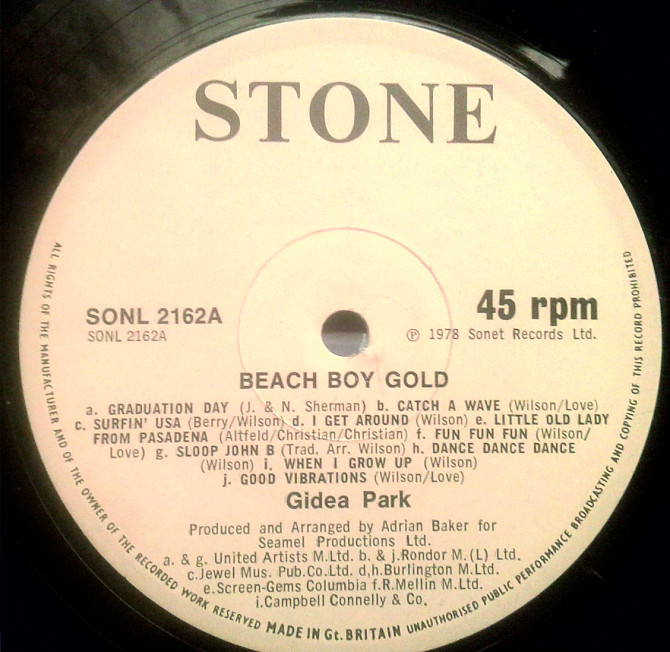 STONE
SONL 2162A
SONL 2162A
45 rpm
℗ 1978 Sonet Records Ltd.
BEACH BOY GOLD
a. GRADUATION DAY (J. & N. Sherman) b. CATCH A WAVE (Wilson/Love)
c. SURFIN' USA (Berry/Wilson) d. I GET AROUND (Wilson) e. LITTLE OLD LADY
FROM PASADENA (Altfeld/Christian/Christian) f. FUN FUN FUN (Wilson/
Love) g. SLOOP JOHN B (Trad. Arr. Wilson) h. DANCE DANCE DANCE
(Wilson) i. WHEN I GROW UP (Wilson)
j. GOOD VIBRATIONS (Wilson/Love)
Gidea Park
Produced and Arranged by Adrian Baker for
Seamel Productions Ltd.
a. & g. United Artists M.Ltd. b. & j.Rondor M.(L) Ltd.
c.Jewel Mus. Pub.Co.Ltd. d,h.Burlington M.Ltd.
e.Screen-Gems Columbia f.R.Mellin M.Ltd.
i.Campbell Connelly & Co.
ALL RIGHTS OF THE MANUFACTURER AND OF THE OWNER OF THE RECORDED WORK RESERVED MADE IN Gt. BRITAIN UNAUTHORISED PUBLIC PERFORMANCE BROADCASTING AND COPYING OF THIS RECORD PROHIBITED